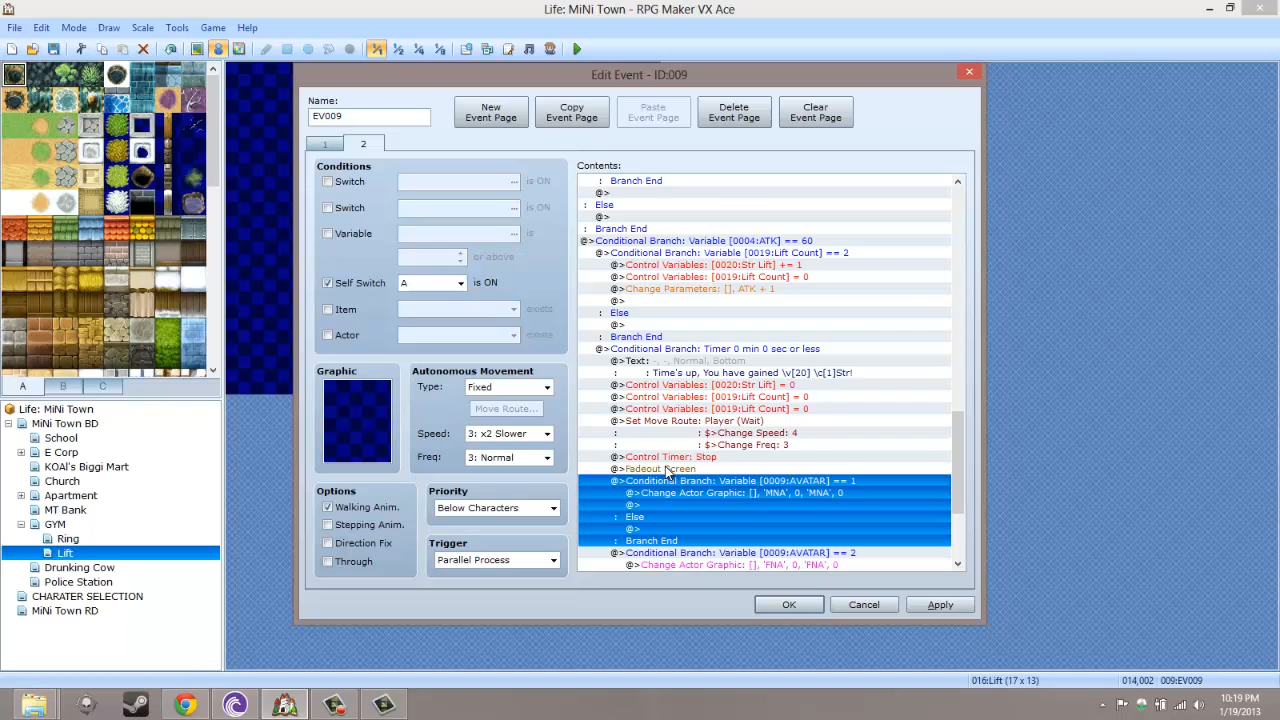 Life: MiNi Town - RPG Maker VX Ace
File Edit Mode Draw Scale Tools Game Help
Edit Event - ID:009
Name:
EV009
New Event Page
Copy Event Page
Paste Event Page
Delete Event Page
Clear Event Page
1 2
Conditions
Switch ... is ON
Switch ... is ON
Variable ... is
or above
Self Switch A is ON
Item exists
Actor exists
Graphic
Autonomous Movement
Type: Fixed
Move Route...
Speed: 3: x2 Slower
Freq: 3: Normal
Options
Walking Anim.
Stepping Anim.
Direction Fix
Through
Priority
Below Characters
Trigger
Parallel Process
Contents:
: Branch End
@>
: Else
@>
: Branch End
@>Conditional Branch: Variable [0004:ATK] == 60
@>Conditional Branch: Variable [0019:Lift Count] == 2
@>Control Variables: [0020:Str Lift] += 1
@>Control Variables: [0019:Lift Count] = 0
@>Change Parameters: [], ATK + 1
@>
: Else
@>
: Branch End
@>Conditional Branch: Timer 0 min 0 sec or less
@>Text: -, -, Normal, Bottom
: : Time's up, You have gained \v[20] \c[1]Str!
@>Control Variables: [0020:Str Lift] = 0
@>Control Variables: [0019:Lift Count] = 0
@>Control Variables: [0019:Lift Count] = 0
@>Set Move Route: Player (Wait)
: : $>Change Speed: 4
: : $>Change Freq: 3
@>Control Timer: Stop
@>Fadeout Screen
@>Conditional Branch: Variable [0009:AVATAR] == 1
@>Change Actor Graphic: [], 'MNA', 0, 'MNA', 0
@>
: Else
@>
: Branch End
@>Conditional Branch: Variable [0009:AVATAR] == 2
@>Change Actor Graphic: [], 'FNA', 0, 'FNA', 0
OK Cancel Apply
A B C
Life: MiNi Town
MiNi Town BD
School
E Corp
KOAl's Biggi Mart
Church
Apartment
MT Bank
GYM
Ring
Lift
Drunking Cow
Police Station
CHARATER SELECTION
MiNi Town RD
016:Lift (17 x 13) 014,002 009:EV009
10:19 PM
1/19/2013